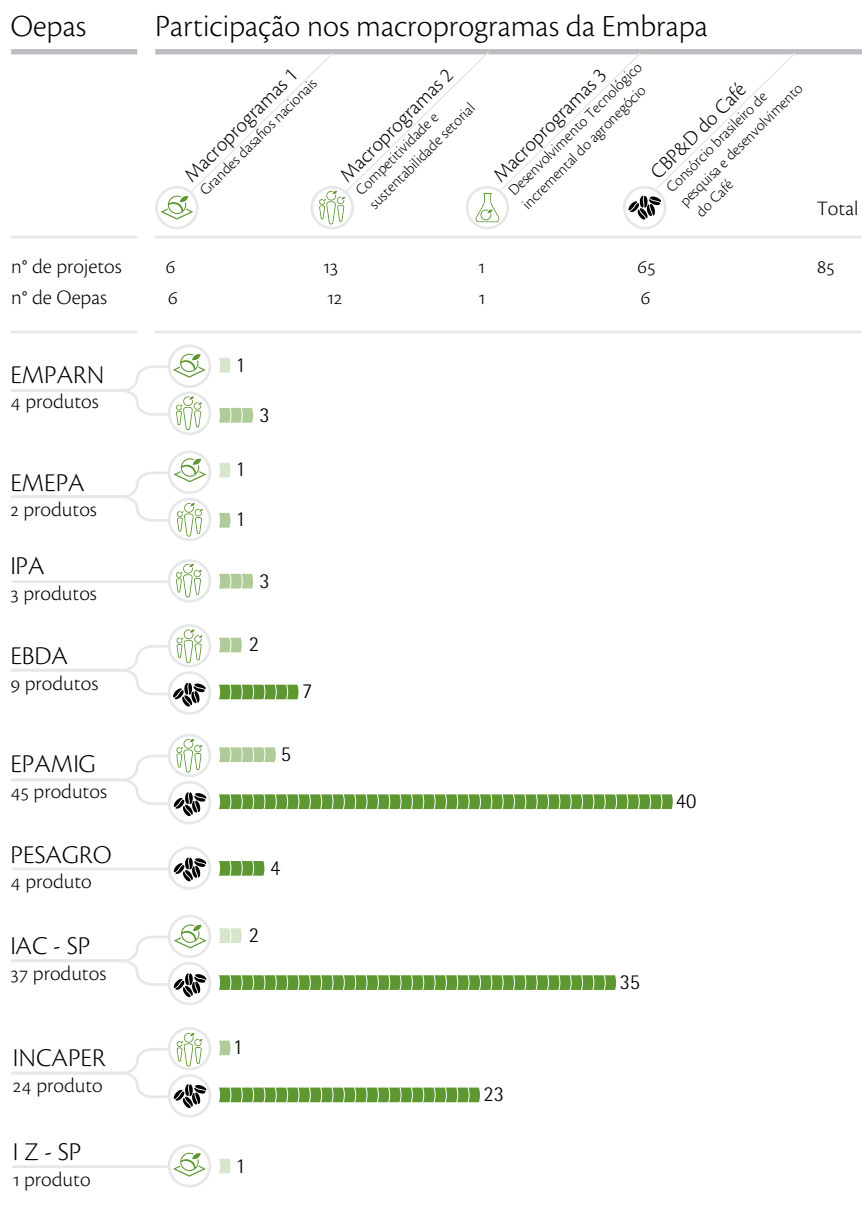 Oepas
Participação nos macroprogramas da Embrapa
Macroprogramas 1
Grandes dasafios nacionais
Macroprogramas 2
Competitividade e
sustentabilidade setorial
Macroprogramas 3
Desenvolvimento Tecnológico
incremental do agronegócio
CBP&D do Café
Consórcio brasileiro de
pesquisa e desenvolvimento
do Café
Total
n° de projetos 6 13 1 65 85
n° de Oepas 6 12 1 6
EMPARN
4 produtos
1
3
EMEPA
2 produtos
1
1
IPA
3 produtos
3
EBDA
9 produtos
2
7
EPAMIG
45 produtos
5
40
PESAGRO
4 produto
4
IAC - SP
37 produtos
2
35
INCAPER
24 produto
1
23
I Z - SP
1 produto
1